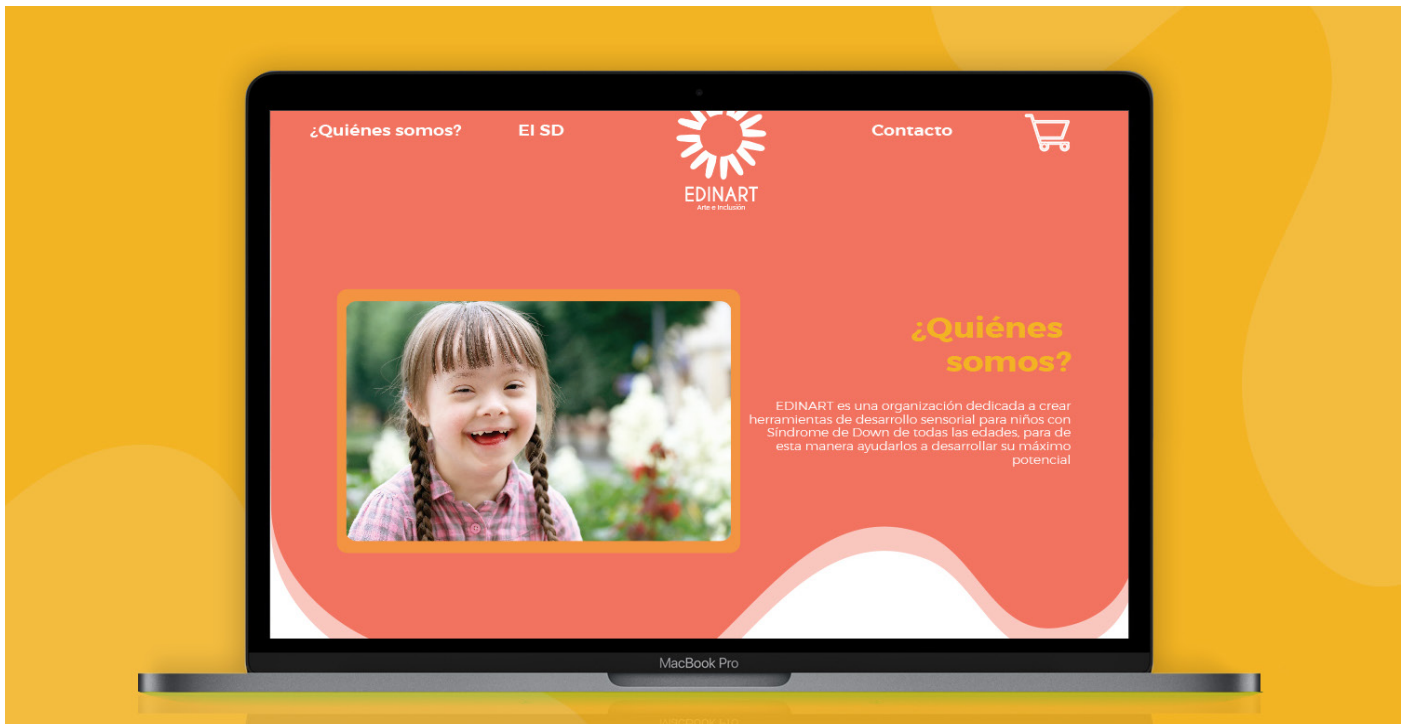 ¿Quiénes somos?
El SD
EDINART
Arte e Inclusión
Contacto
¿Quiénes
somos?
EDINART es una organización dedicada a crear
herramientas de desarrollo sensorial para niños con
Síndrome de Down de todas las edades, para de
esta manera ayudarlos a desarrollar su máximo
potencial
MacBook Pro